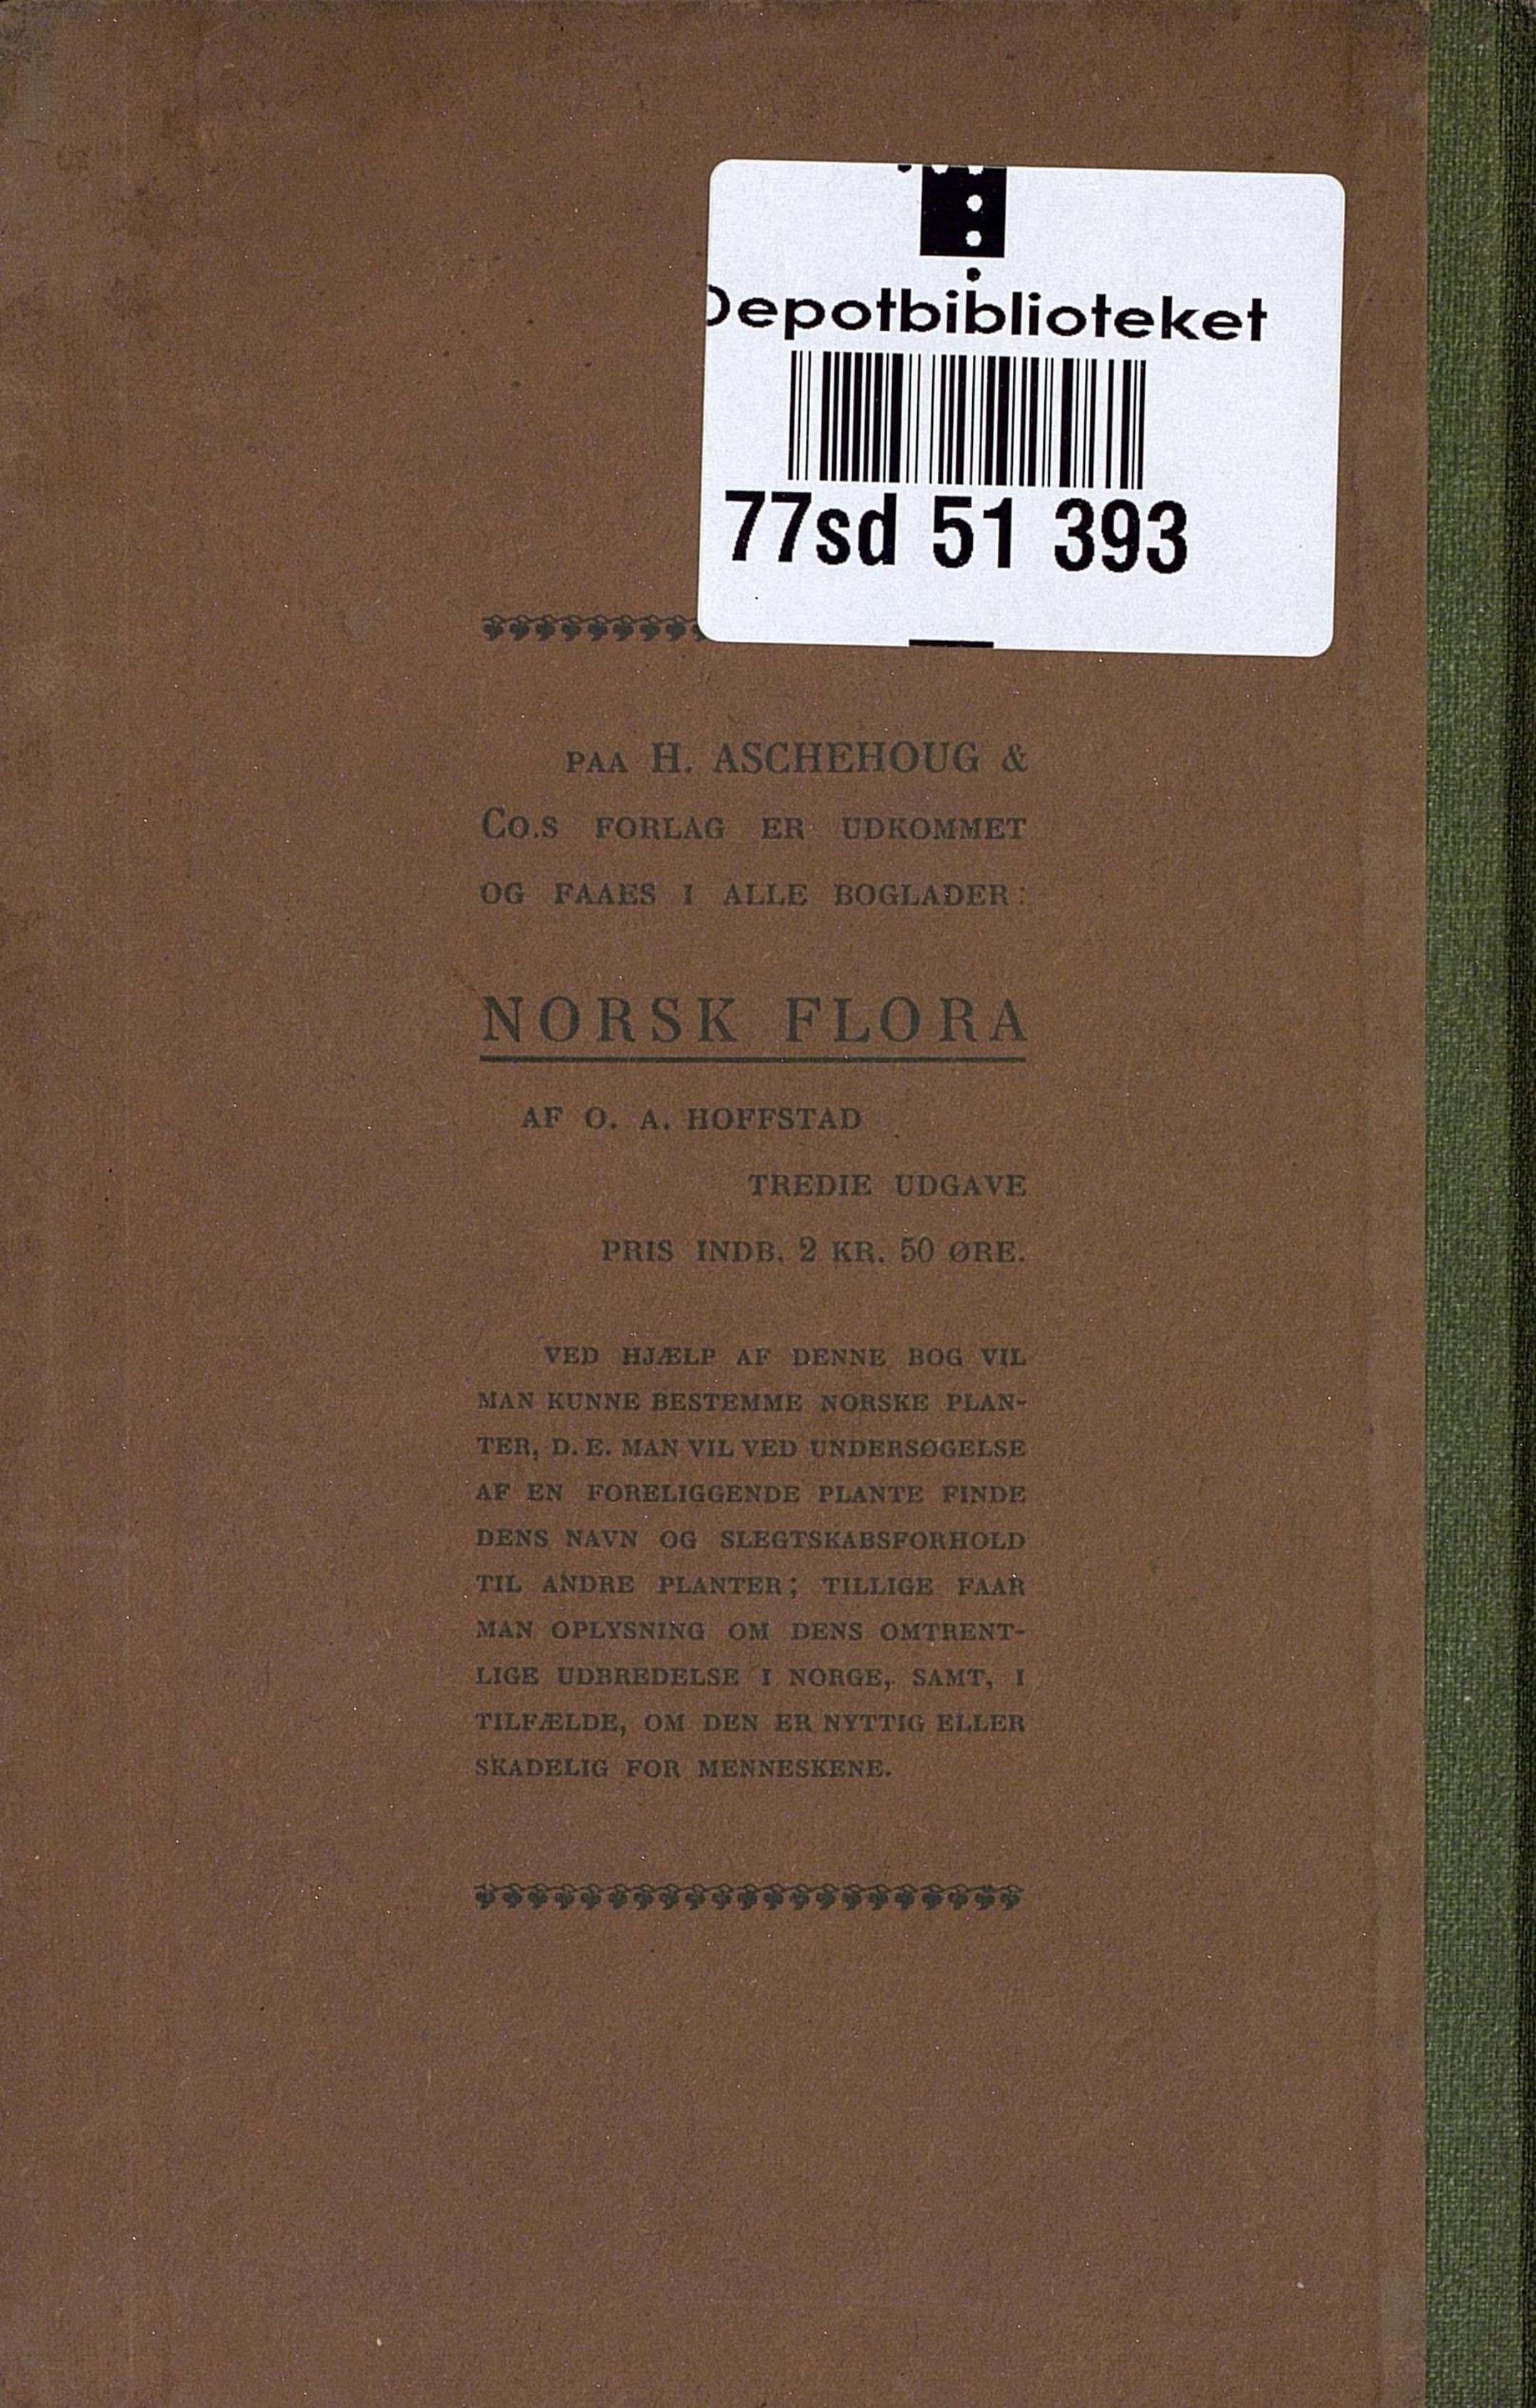 Depotbiblioteket
77sd 51 393
PAA H. ASCHEHOUG &
CO.S FORLAG ER UDKOMMET
OG FAAES I ALLE BOGLADER:
NORSK FLORA
AF O. A. HOFFSTAD
TREDIE UDGAVE
PRIS INDB. 2 KR. 50 ØRE.
VED HJÆLP AF DENNE BOG VIL
MAN KUNNE BESTEMME NORSKE PLAN-
TER, D. E. MAN VIL VED UNDERSØGELSE
AF EN FORELIGGENDE PLANTE FINDE
DENS NAVN OG SLEGTSKABSFORHOLD
TIL ANDRE PLANTER; TILLIGE FAAR
MAN OPLYSNING OM DENS OMTRENT-
LIGE UDBREDELSE I NORGE, SAMT, I
TILFÆLDE, OM DEN ER NYTTIG ELLER
SKADELIG FOR MENNESKENE.